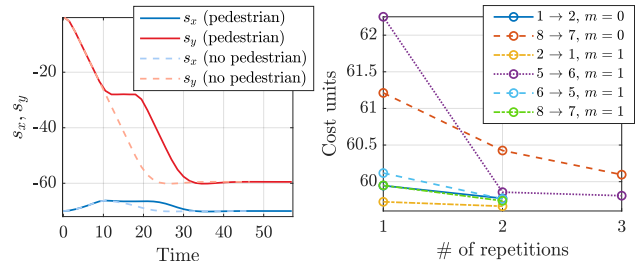 s_x (pedestrian)
s_y (pedestrian)
s_x (no pedestrian)
s_y (no pedestrian)
-20
-40
-60
s_x, s_y
0
10
20
30
40
50
Time
1 → 2, m = 0
8 → 7, m = 0
2 → 1, m = 1
5 → 6, m = 1
6 → 5, m = 1
8 → 7, m = 1
62
61.5
61
60.5
60
Cost units
1
2
3
# of repetitions